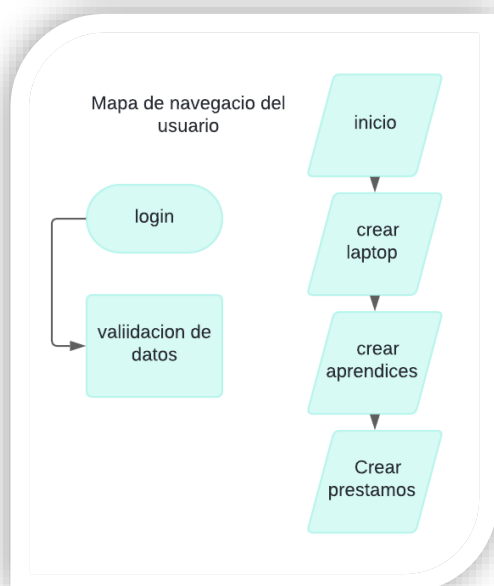 Mapa de navegacio del
usuario
login
valiidacion de
datos
inicio
crear
laptop
crear
aprendices
Crear
prestamos